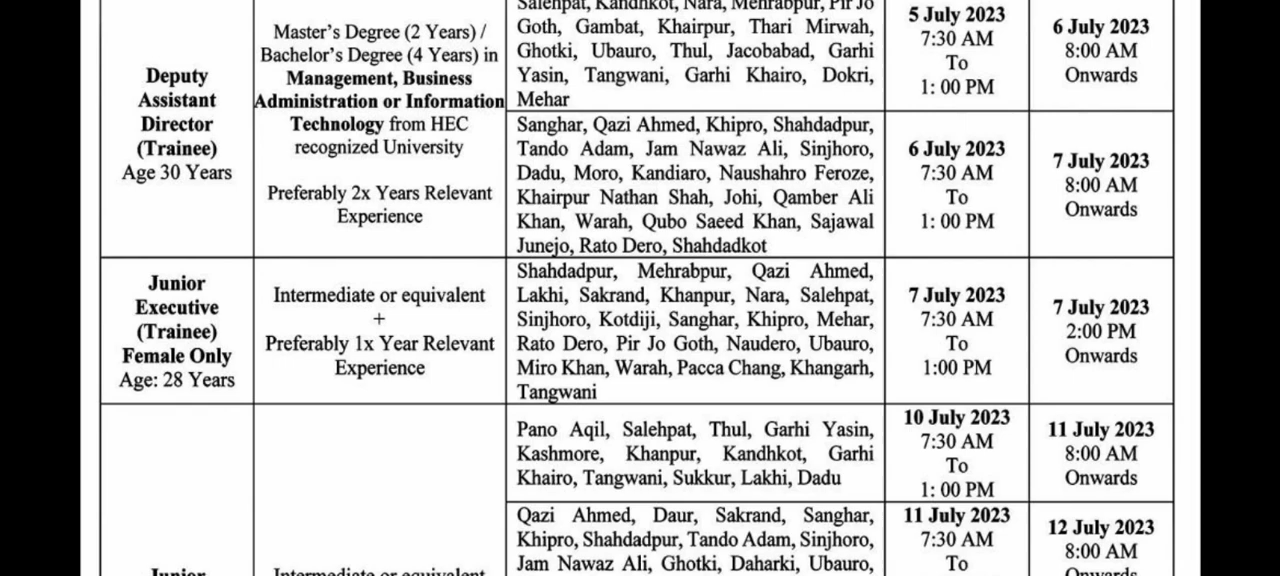 Salehpat, Kandhkot, Nara, Mehrabpur, Pir Jo
Goth, Gambat, Khairpur, Thari Mirwah,
Ghotki, Ubauro, Thul, Jacobabad, Garhi
Yasin, Tangwani, Garhi Khairo, Dokri,
Mehar
Deputy
Assistant
Director
(Trainee)
Age 30 Years
Master's Degree (2 Years) /
Bachelor's Degree (4 Years) in
Management, Business
Administration or Information
Technology from HEC
recognized University
Preferably 2x Years Relevant
Experience
5 July 2023
7:30 AM
To
1: 00 PM
6 July 2023
8:00 AM
Onwards
Sanghar, Qazi Ahmed, Khipro, Shahdadpur,
Tando Adam, Jam Nawaz Ali, Sinjhoro,
Dadu, Moro, Kandiaro, Naushahro Feroze,
Khairpur Nathan Shah, Johi, Qamber Ali
Khan, Warah, Qubo Saeed Khan, Sajawal
Junejo, Rato Dero, Shahdadkot
6 July 2023
7:30 AM
To
1: 00 PM
7 July 2023
8:00 AM
Onwards
Junior
Executive
(Trainee)
Female Only
Age: 28 Years
Intermediate or equivalent
+
Preferably 1x Year Relevant
Experience
Shahdadpur, Mehrabpur, Qazi Ahmed,
Lakhi, Sakrand, Khanpur, Nara, Salehpat,
Sinjhoro, Kotdiji, Sanghar, Khipro, Mehar,
Rato Dero, Pir Jo Goth, Naudero, Ubauro,
Miro Khan, Warah, Pacca Chang, Khangarh,
Tangwani
7 July 2023
7:30 AM
To
1:00 PM
7 July 2023
2:00 PM
Onwards
Pano Aqil, Salehpat, Thul, Garhi Yasin,
Kashmore, Khanpur, Kandhkot, Garhi
Khairo, Tangwani, Sukkur, Lakhi, Dadu
10 July 2023
7:30 AM
To
1: 00 PM
11 July 2023
8:00 AM
Onwards
Qazi Ahmed, Daur, Sakrand, Sanghar,
Khipro, Shahdadpur, Tando Adam, Sinjhoro,
Jam Nawaz Ali, Ghotki, Daharki, Ubauro,
11 July 2023
7:30 AM
To
12 July 2023
8:00 AM
Onwards
Junior
Intermediate or equivalent